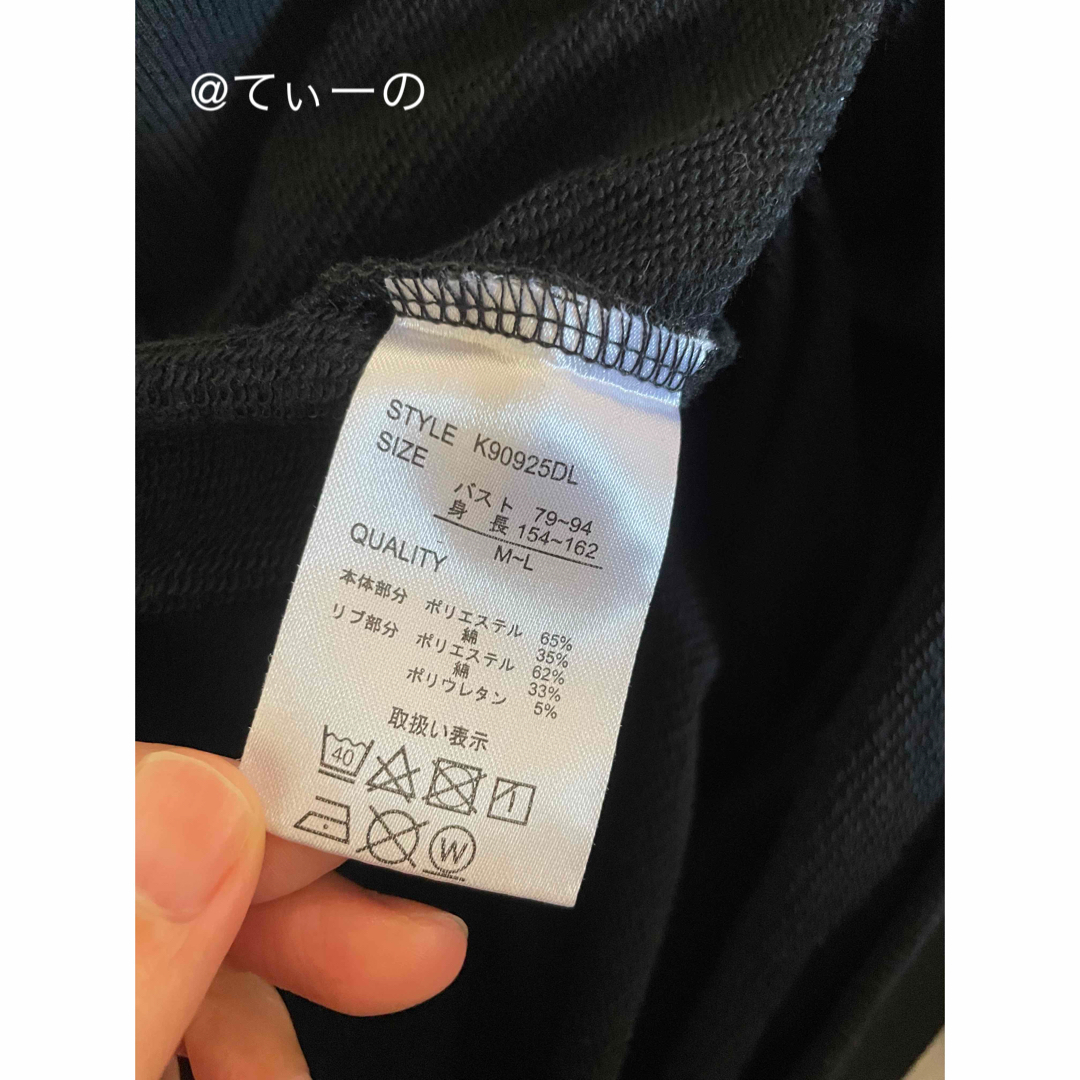 @てぃーの
STYLE K90925DL
SIZE
バスト 79~94
身 長 154~162
M~L
QUALITY
本体部分 ポリエステル 65%
綿 35%
リブ部分 ポリエステル 62%
綿 33%
ポリウレタン 5%
取扱い表示
40
W